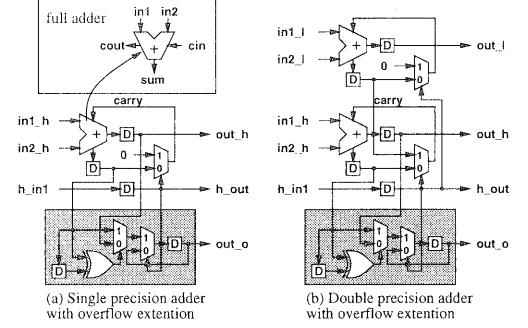 full adder
in1 in2
cout + cin
sum
in1_h
in2_h
+
D
carry
D
0
1
0
out_h
h_in1
D
h_out
1
0
1
0
D
out_o
D
(a) Single precision adder
with overflow extention
in1_l
in2_l
+
D
out_l
D
0
1
0
carry
in1_h
in2_h
+
D
out_h
D
1
0
h_in1
D
h_out
1
0
1
0
D
out_o
D
(b) Double precision adder
with overflow extention